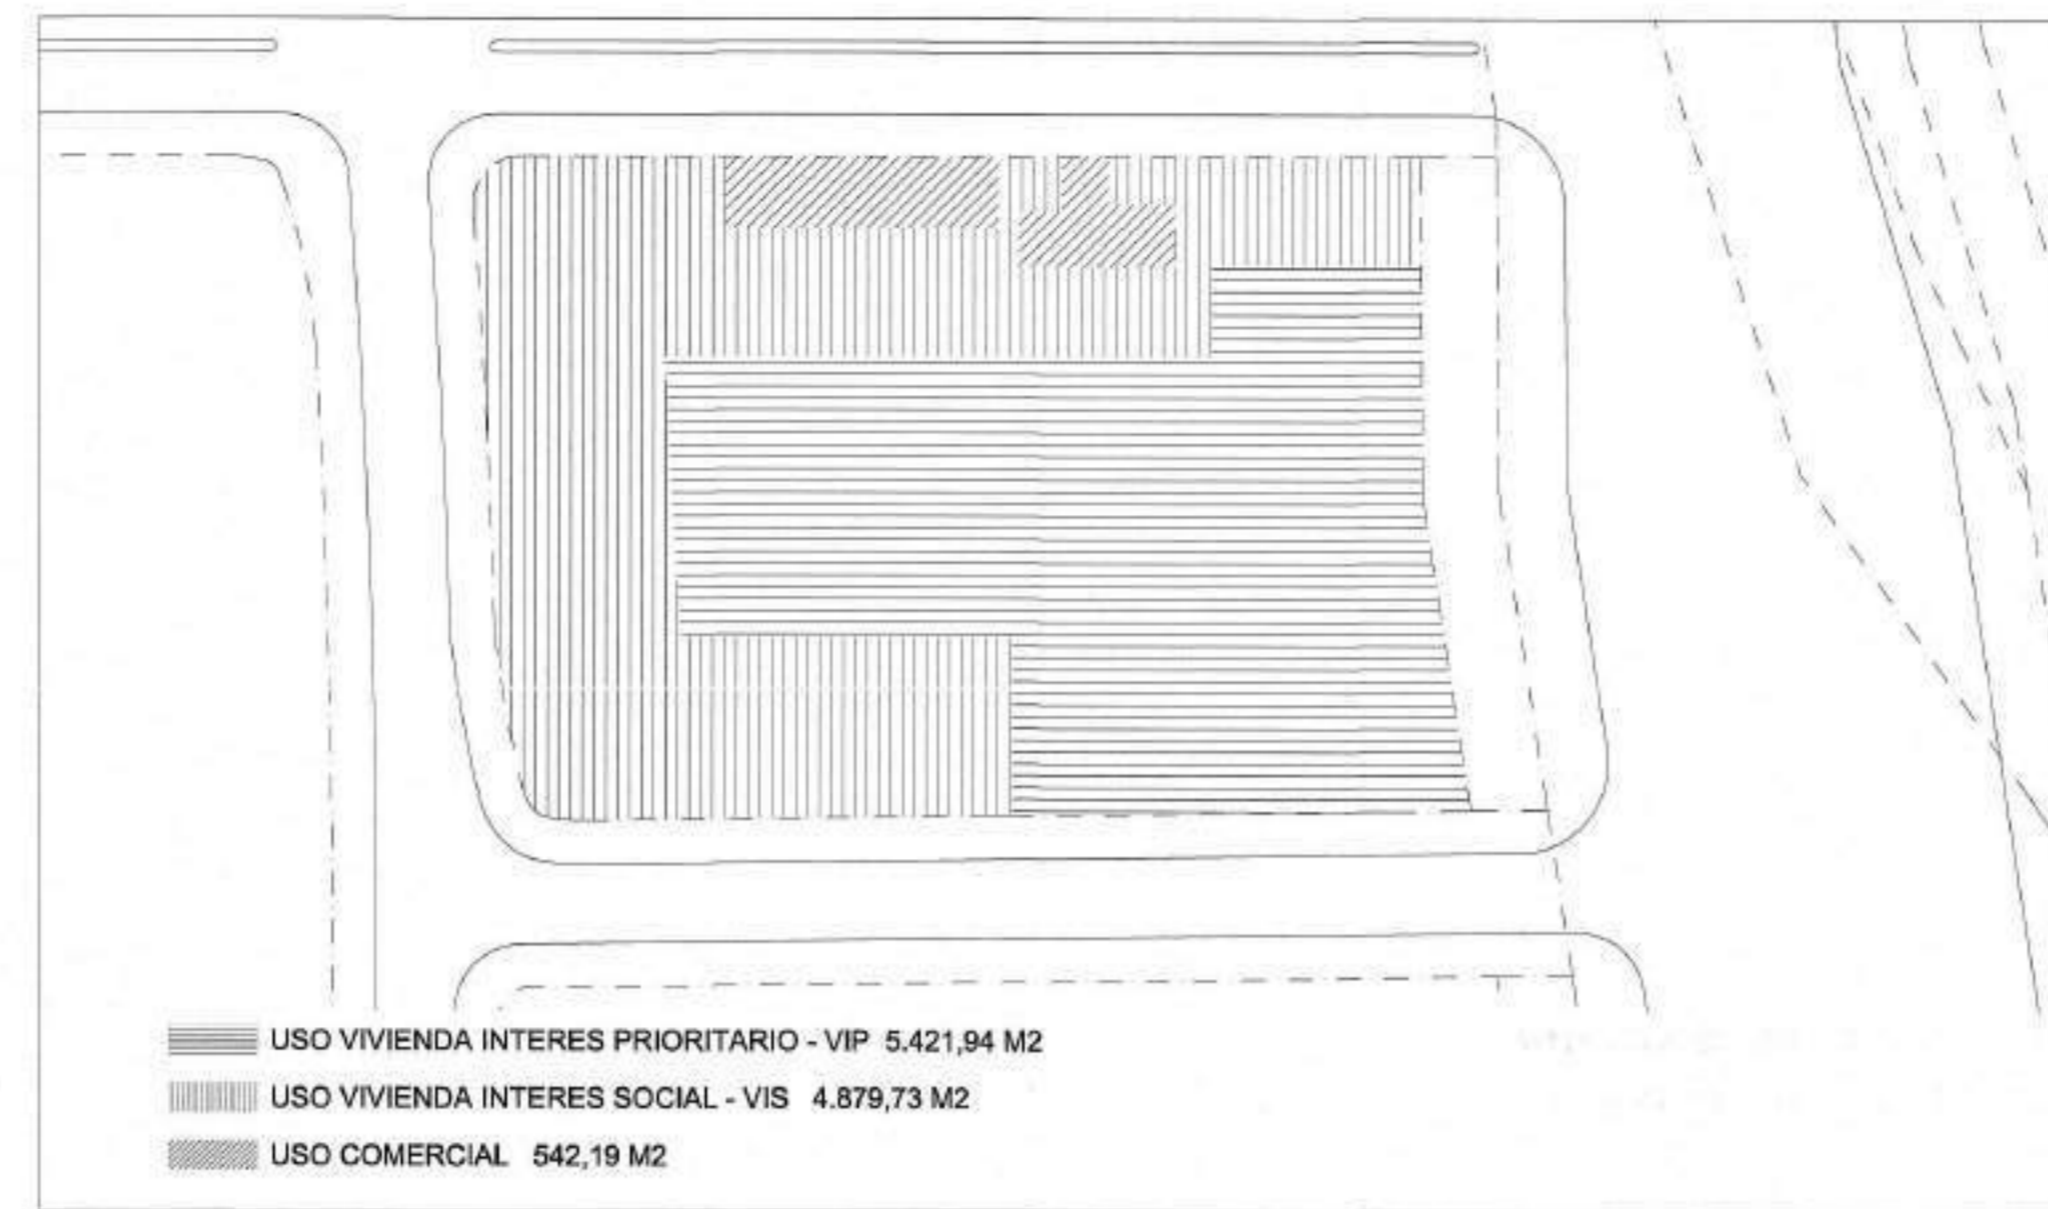 USO VIVIENDA INTERES PRIORITARIO - VIP 5.421,94 M2
USO VIVIENDA INTERES SOCIAL - VIS 4.879,73 M2
USO COMERCIAL 542,19 M2